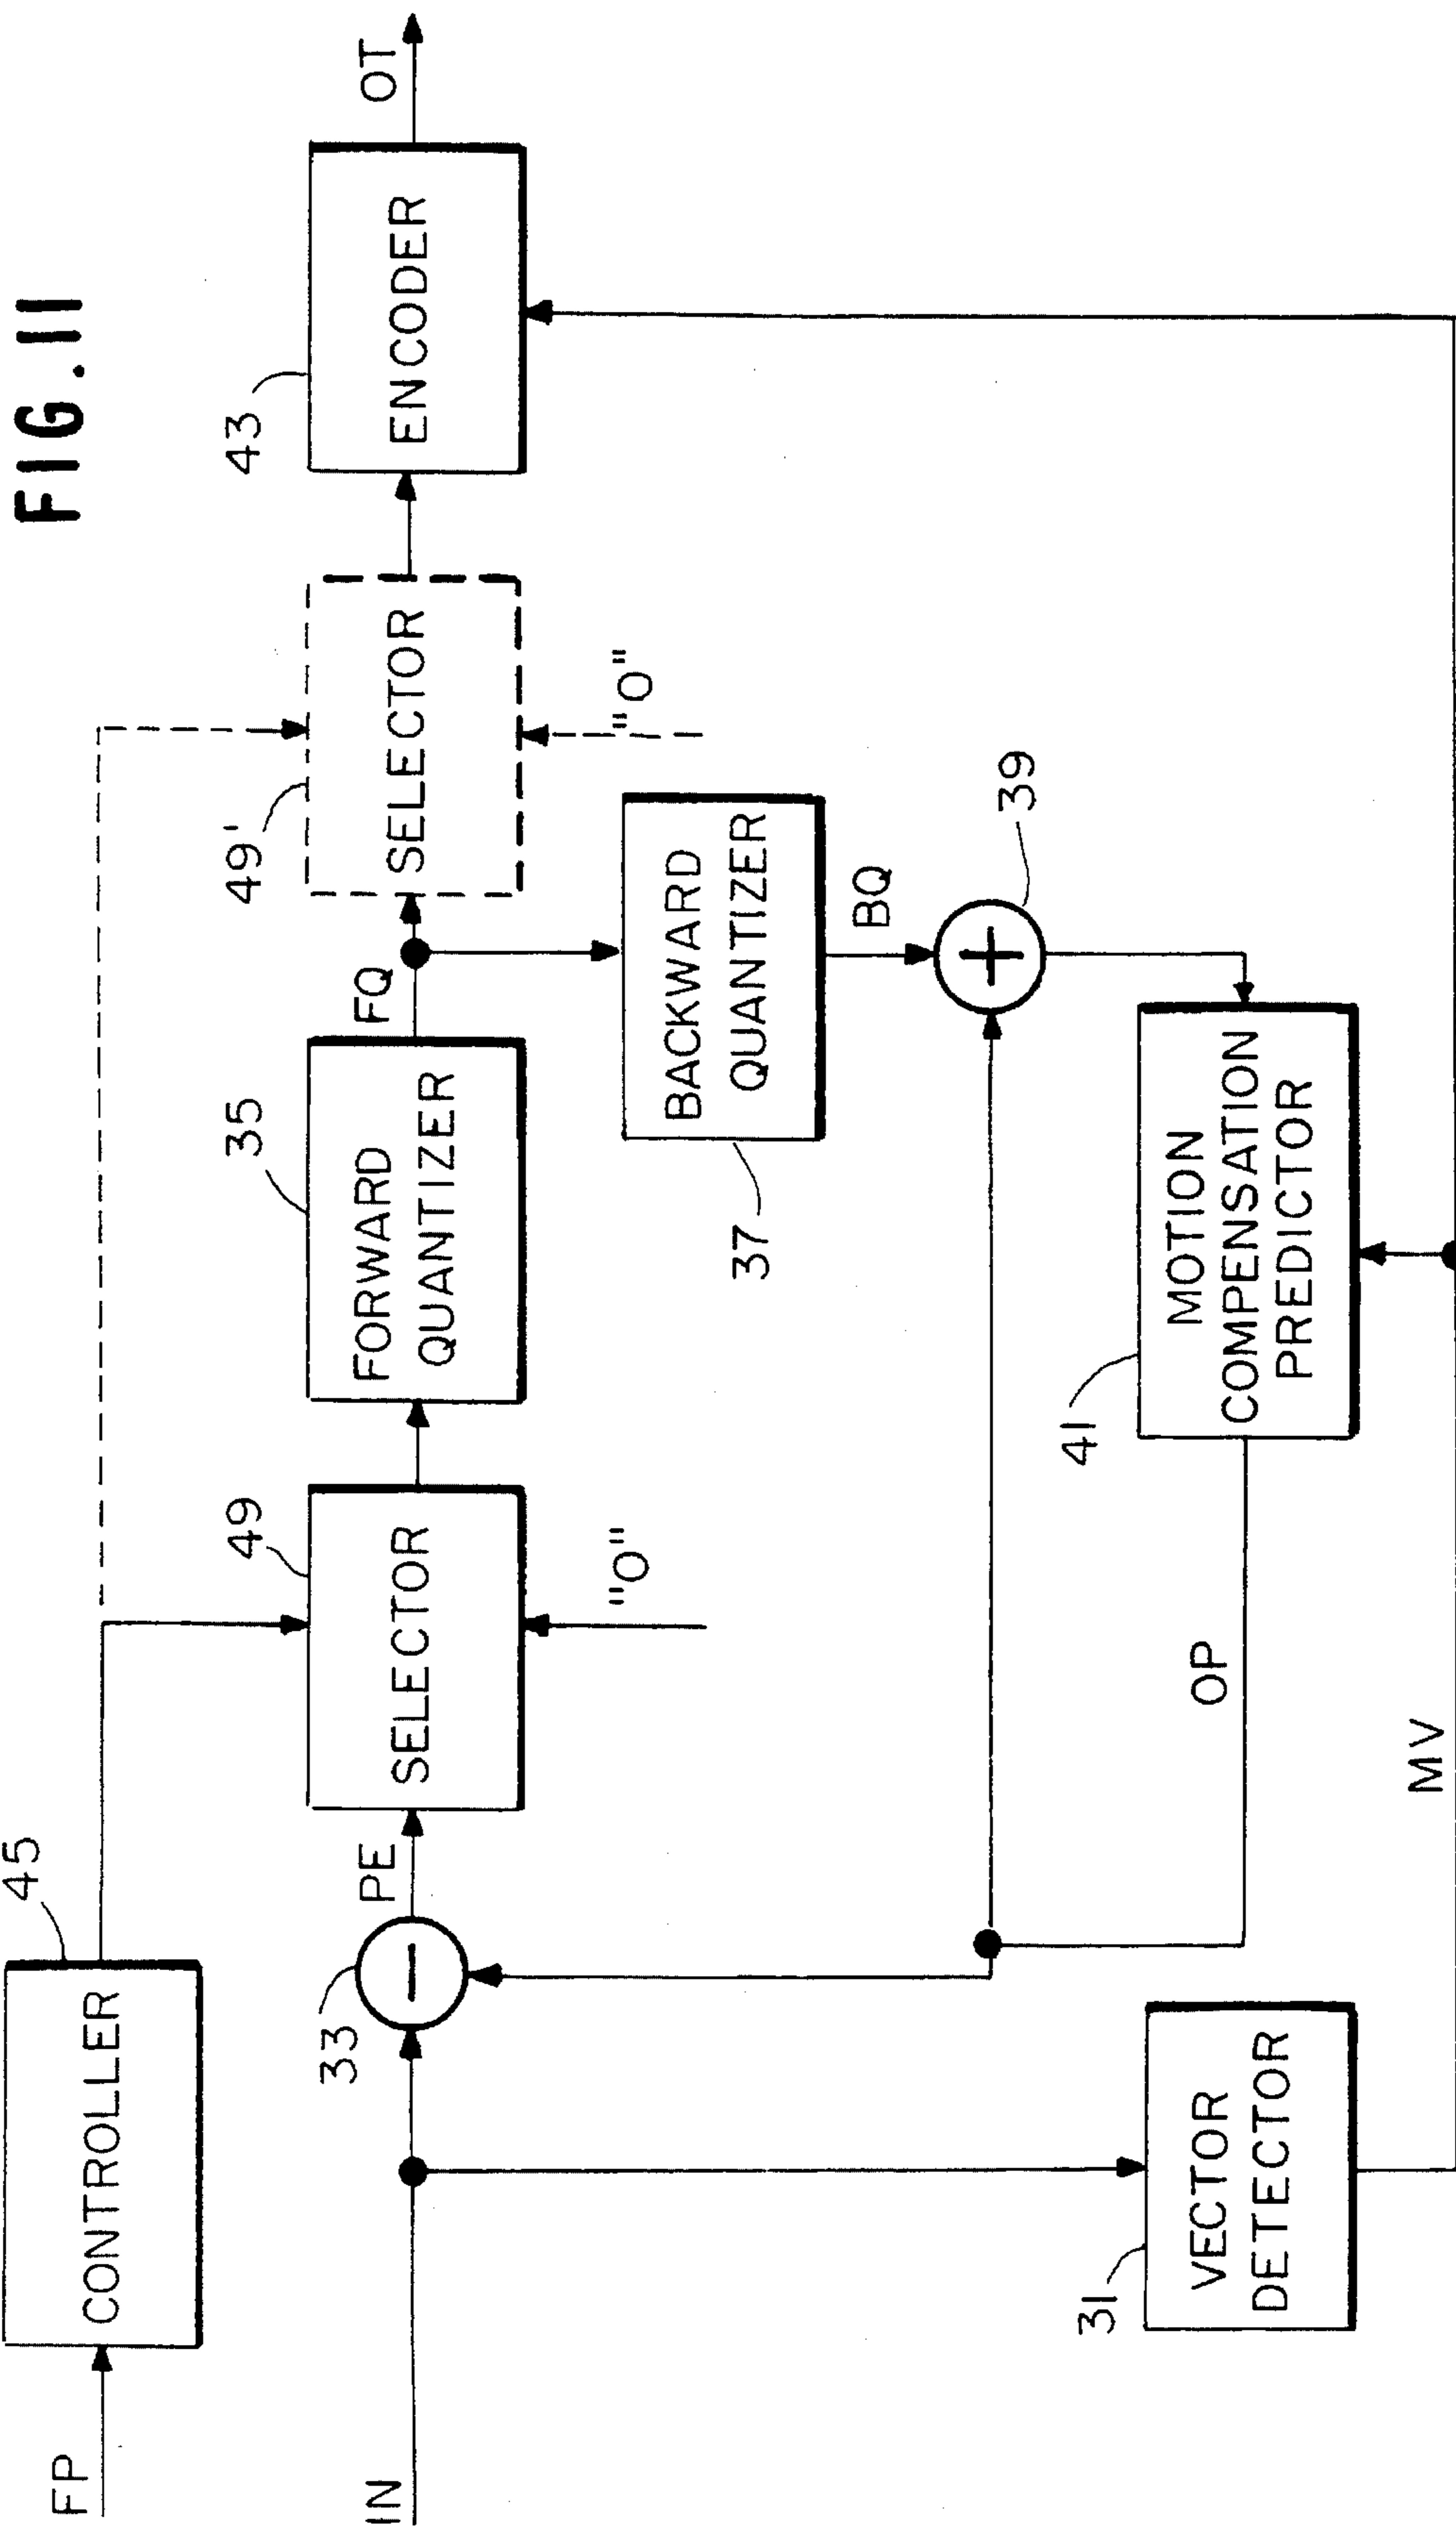 FIG.11
FP
CONTROLLER
45
IN
33
PE
49
SELECTOR
"0"
35
FORWARD
QUANTIZER
FQ
49'
SELECTOR
"0"
43
ENCODER
OT
37
BACKWARD
QUANTIZER
BQ
39
41
MOTION
COMPENSATION
PREDICTOR
OP
31
VECTOR
DETECTOR
MV